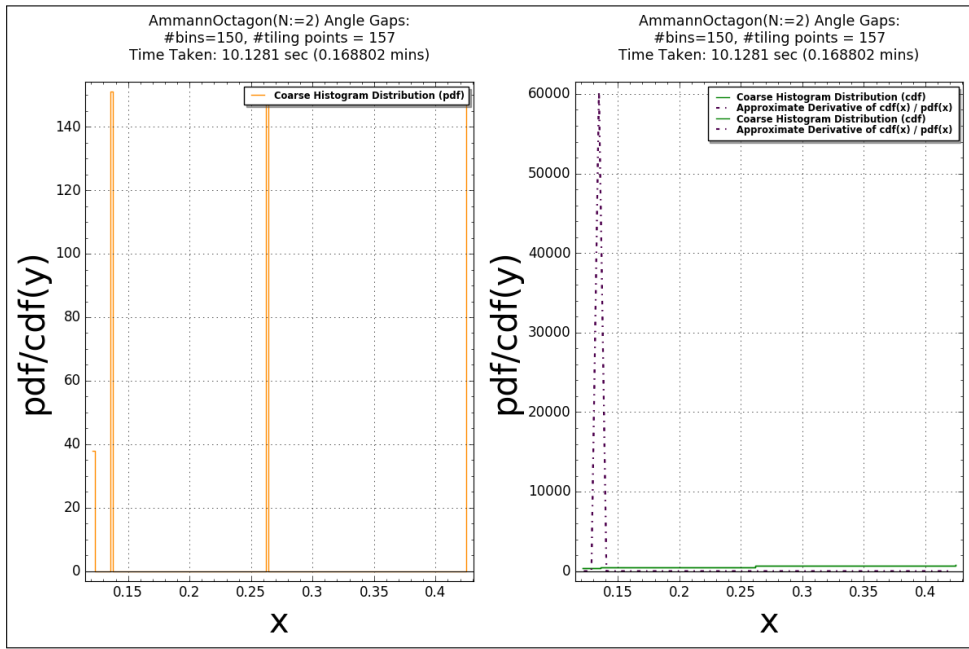 AmmannOctagon(N:=2) Angle Gaps:
#bins=150, #tiling points = 157
Time Taken: 10.1281 sec (0.168802 mins)
Coarse Histogram Distribution (pdf)
140
120
100
80
60
40
20
0
pdf/cdf(y)
0.15
0.2
0.25
0.3
0.35
0.4
x
AmmannOctagon(N:=2) Angle Gaps:
#bins=150, #tiling points = 157
Time Taken: 10.1281 sec (0.168802 mins)
Coarse Histogram Distribution (cdf)
Approximate Derivative of cdf(x) / pdf(x)
Coarse Histogram Distribution (cdf)
Approximate Derivative of cdf(x) / pdf(x)
60000
50000
40000
30000
20000
10000
0
pdf/cdf(y)
0.15
0.2
0.25
0.3
0.35
0.4
x